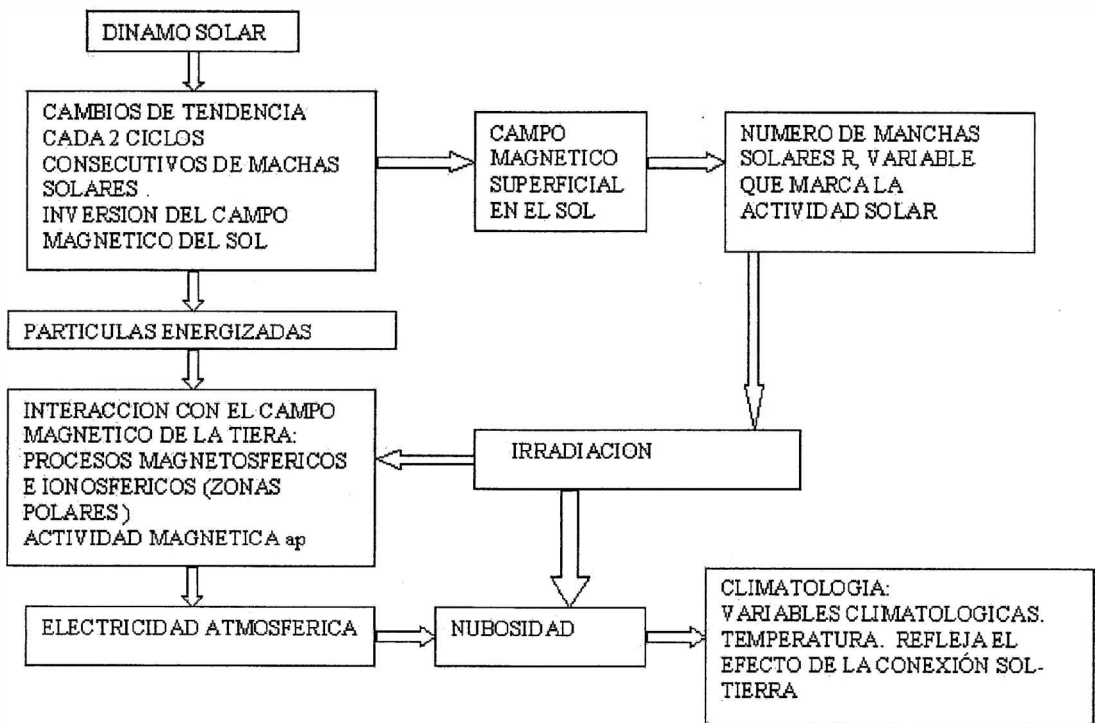 DINAMO SOLAR
CAMBIOS DE TENDENCIA
CADA 2 CICLOS
CONSECUTIVOS DE MACHAS
SOLARES .
INVERSION DEL CAMPO
MAGNETICO DEL SOL
CAMPO
MAGNETICO
SUPERFICIAL
EN EL SOL
NUMERO DE MANCHAS
SOLARES R, VARIABLE
QUE MARCA LA
ACTIVIDAD SOLAR
PARTICULAS ENERGIZADAS
INTERACCION CON EL CAMPO
MAGNETICO DE LA TIERA:
PROCESOS MAGNETOSFERICOS
E IONOSFERICOS (ZONAS
POLARES )
ACTIVIDAD MAGNETICA ap
IRRADIACION
ELECTRICIDAD ATMOSFERICA
NUBOSIDAD
CLIMATOLOGIA:
VARIABLES CLIMATOLOGICAS.
TEMPERATURA. REFLEJA EL
EFECTO DE LA CONEXIÓN SOL-
TIERRA